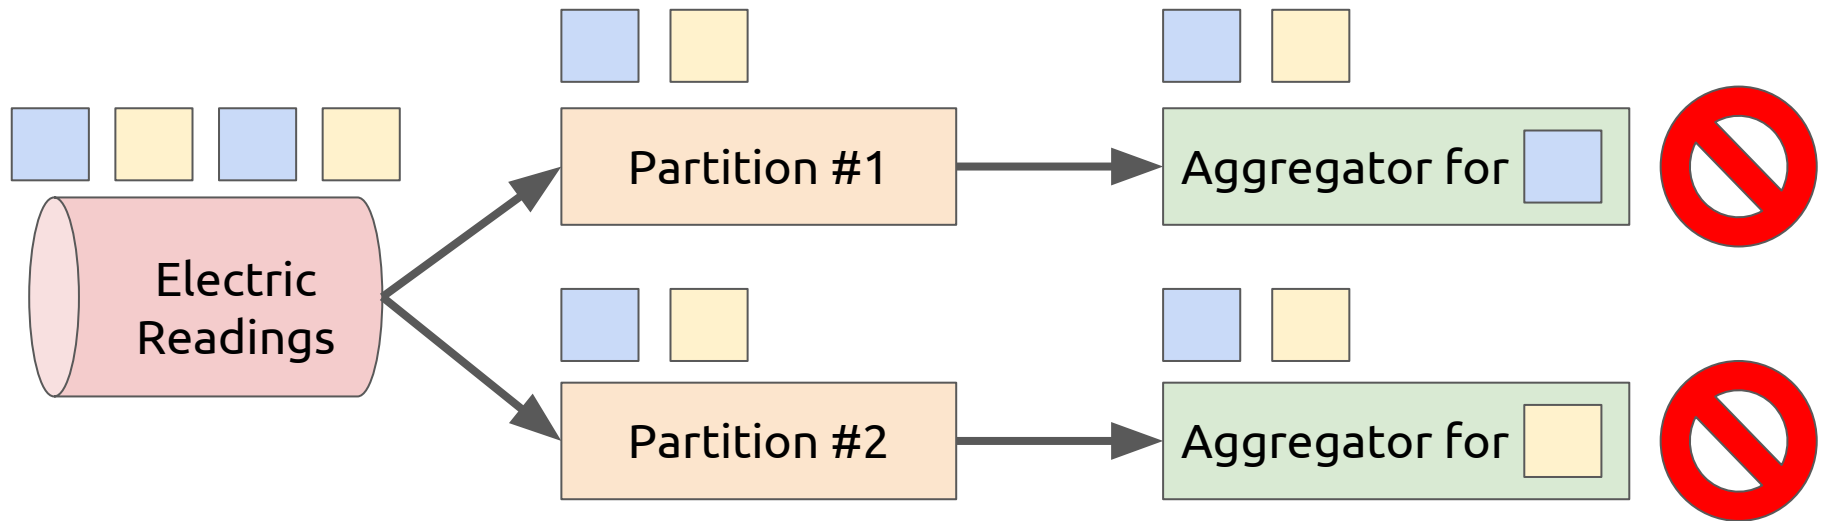 Electric
Readings
Partition #1
Aggregator for
Partition #2
Aggregator for